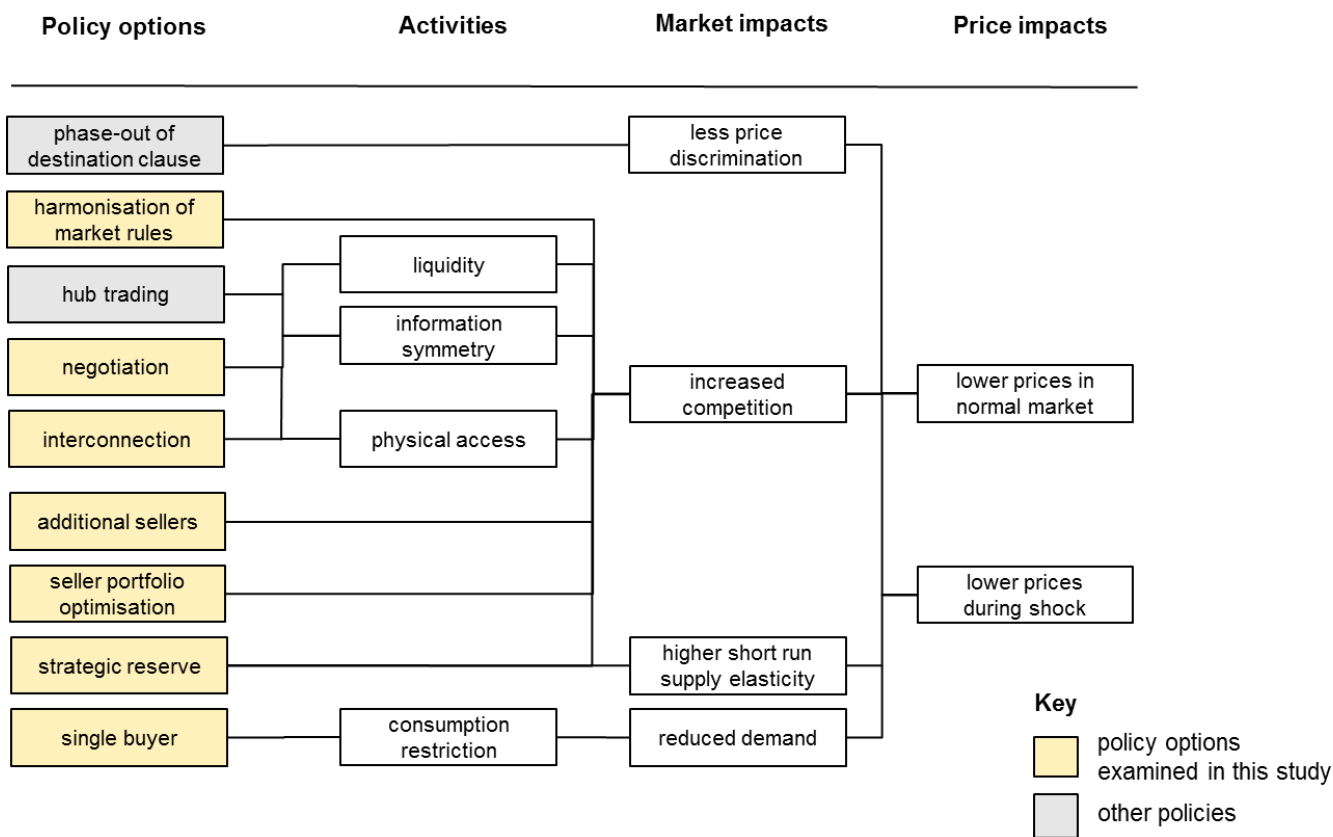 Policy options
Activities
Market impacts
Price impacts
phase-out of
destination clause
less price
discrimination
harmonisation of
market rules
liquidity
hub trading
information
symmetry
negotiation
increased
competition
lower prices in
normal market
interconnection
physical access
additional sellers
seller portfolio
optimisation
lower prices
during shock
strategic reserve
higher short run
supply elasticity
single buyer
consumption
restriction
reduced demand
Key
policy options
examined in this study
other policies